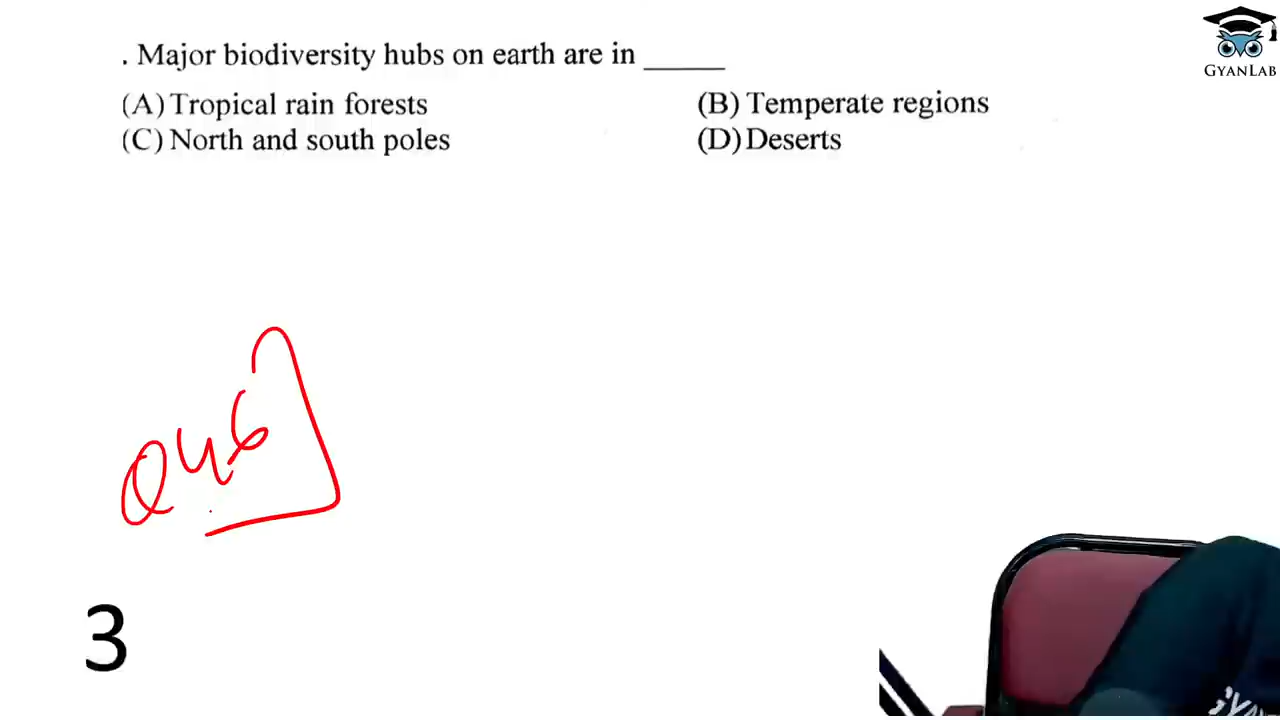 GYANLAB
. Major biodiversity hubs on earth are in _____
(A) Tropical rain forests (B) Temperate regions
(C) North and south poles (D) Deserts
Q46
3